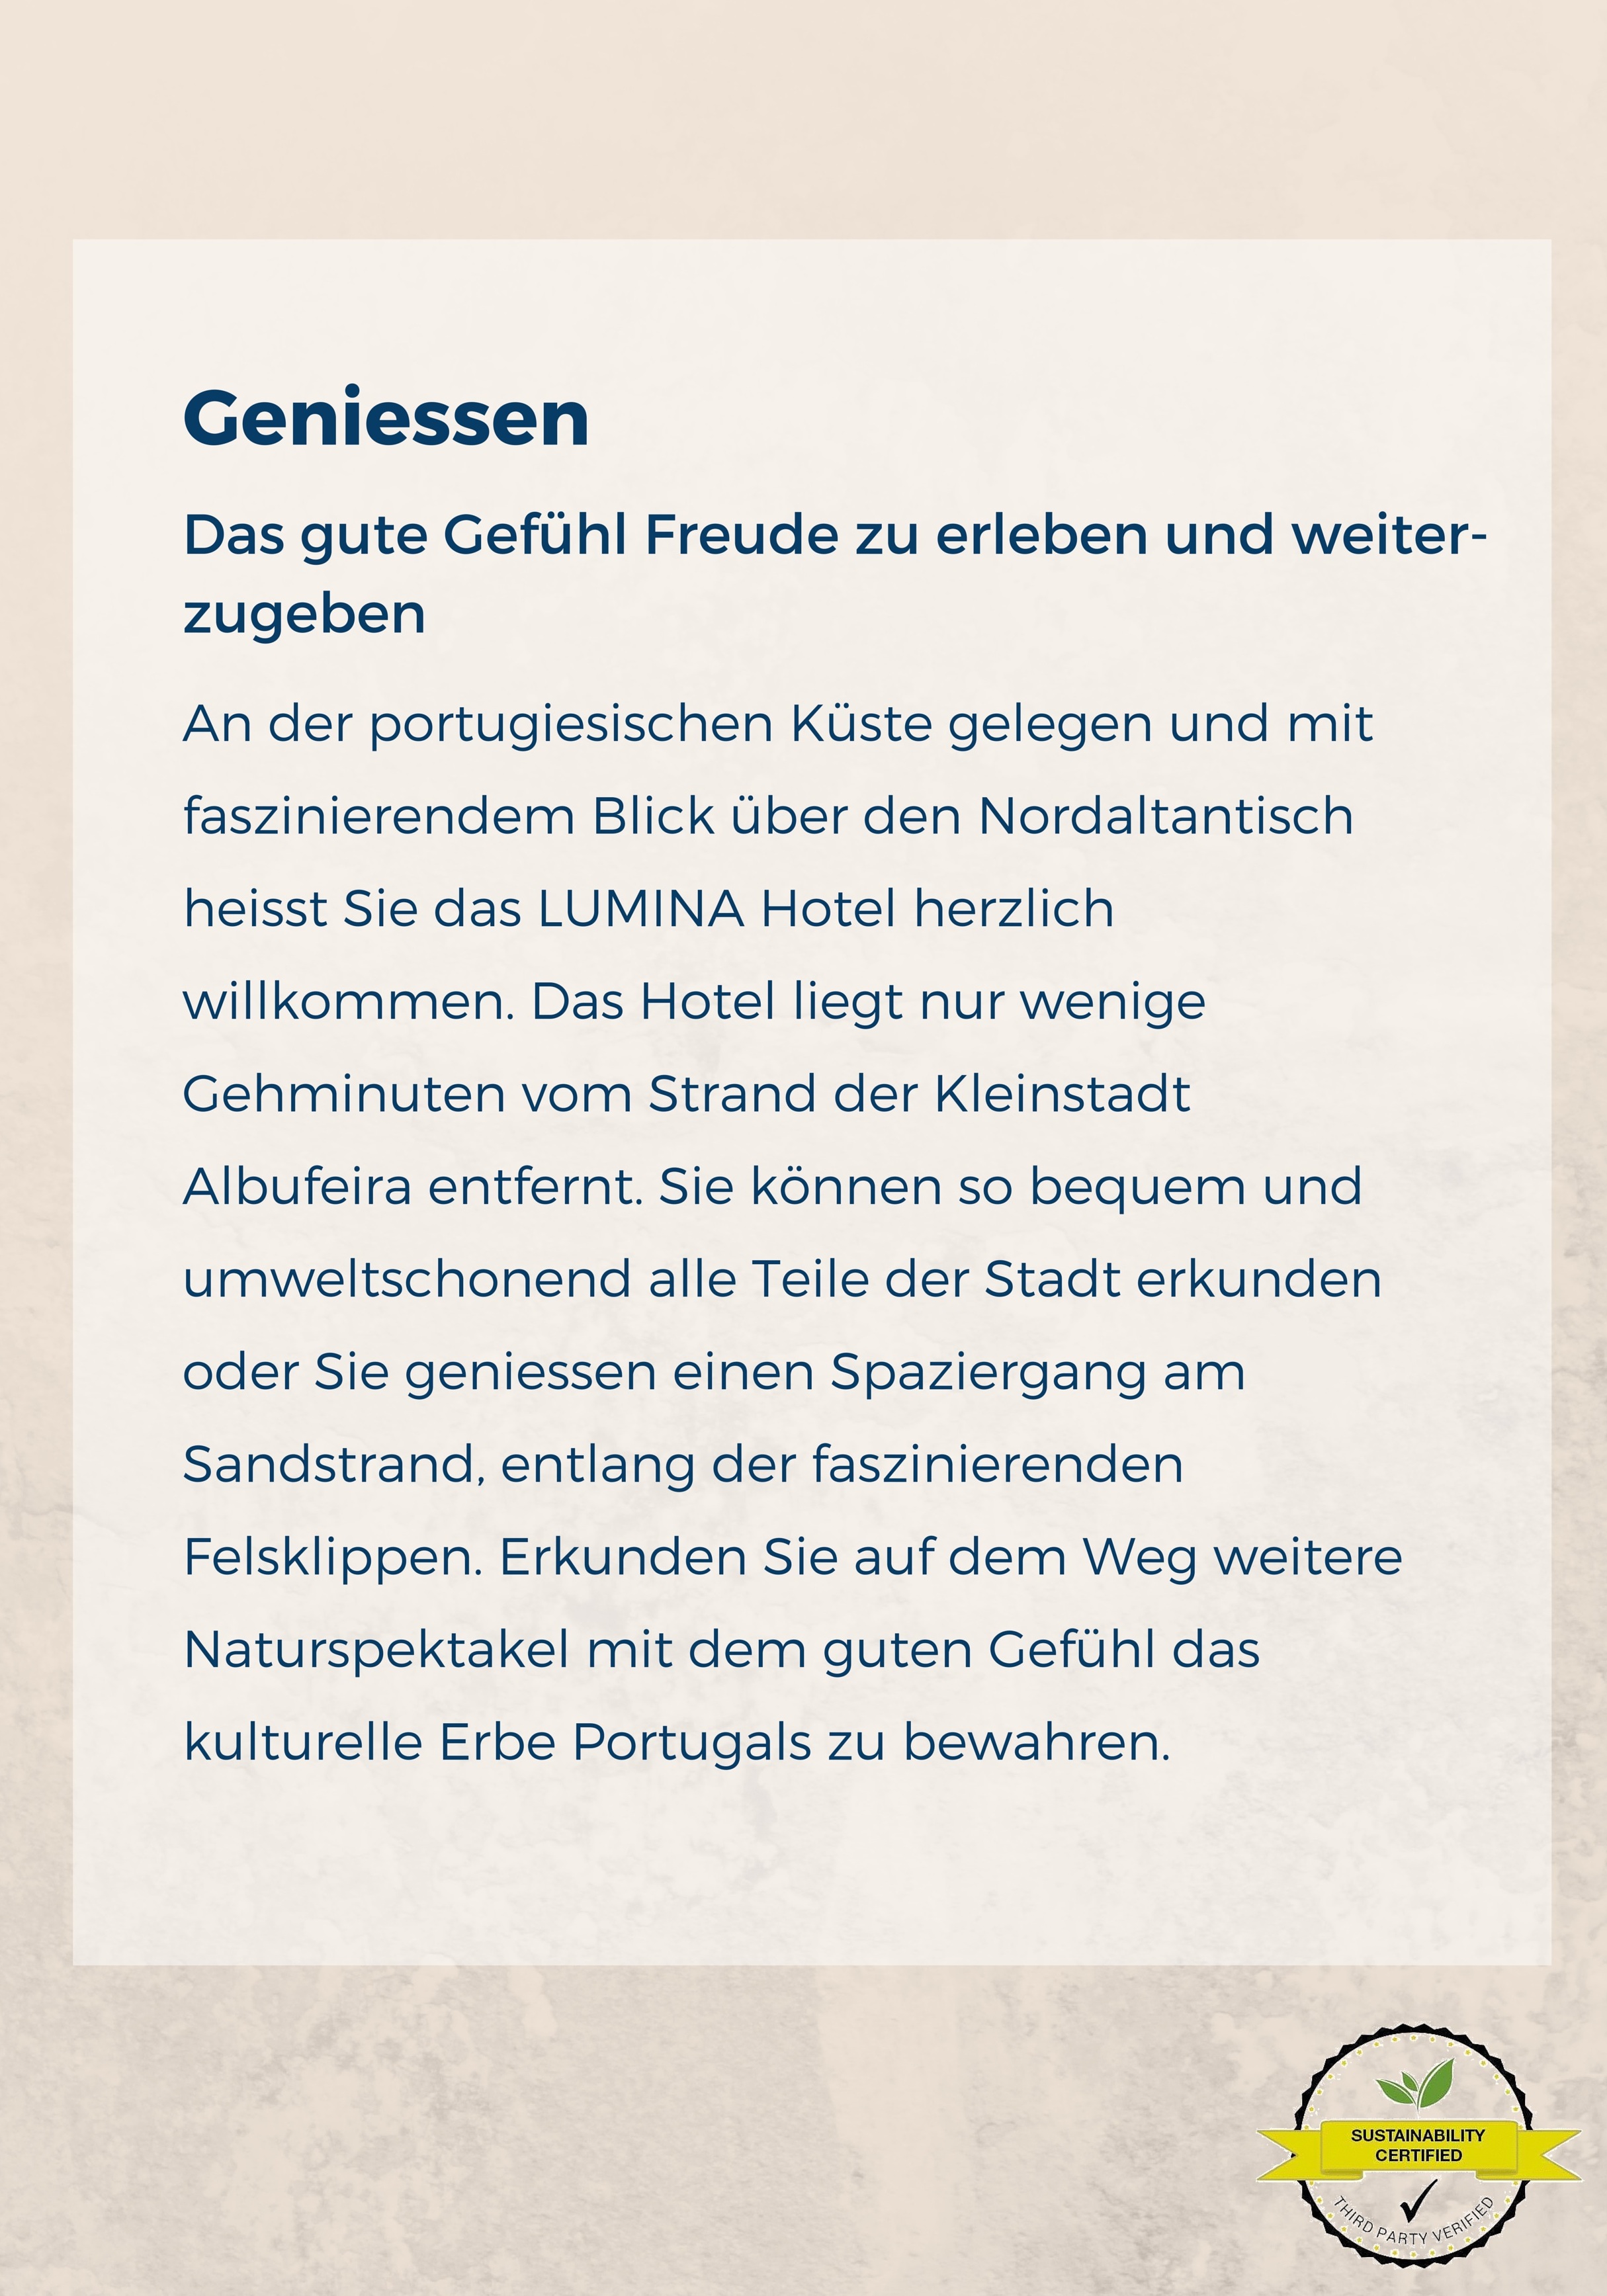 Geniessen
Das gute Gefühl Freude zu erleben und weiter-
zugeben
An der portugiesischen Küste gelegen und mit
faszinierendem Blick über den Nordaltantisch
heisst Sie das LUMINA Hotel herzlich
willkommen. Das Hotel liegt nur wenige
Gehminuten vom Strand der Kleinstadt
Albufeira entfernt. Sie können so bequem und
umweltschonend alle Teile der Stadt erkunden
oder Sie geniessen einen Spaziergang am
Sandstrand, entlang der faszinierenden
Felsklippen. Erkunden Sie auf dem Weg weitere
Naturspektakel mit dem guten Gefühl das
kulturelle Erbe Portugals zu bewahren.
SUSTAINABILITY
CERTIFIED
THIRD PARTY VERIFIED